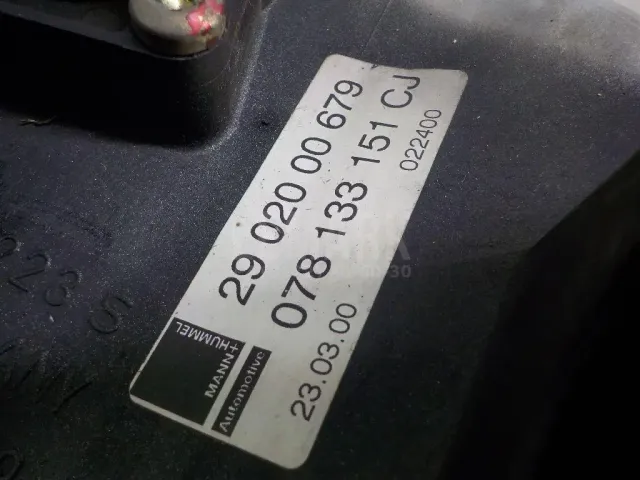 29 020 00 679
078 133 151 CJ
23.03.00
022400
MANN+
HUMMEL
Automotive